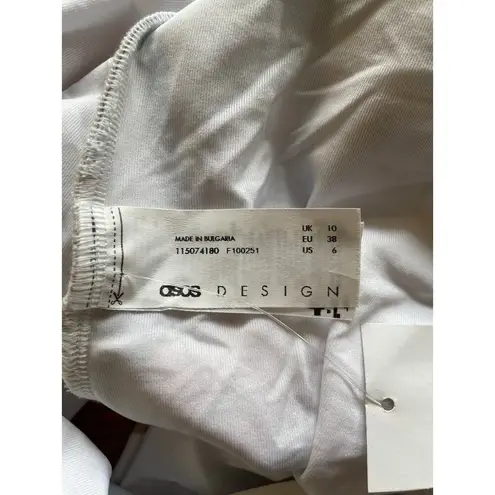 UK 10
MADE IN BULGARIA EU 38
115074180 F100251 US 6
asos DESIGN